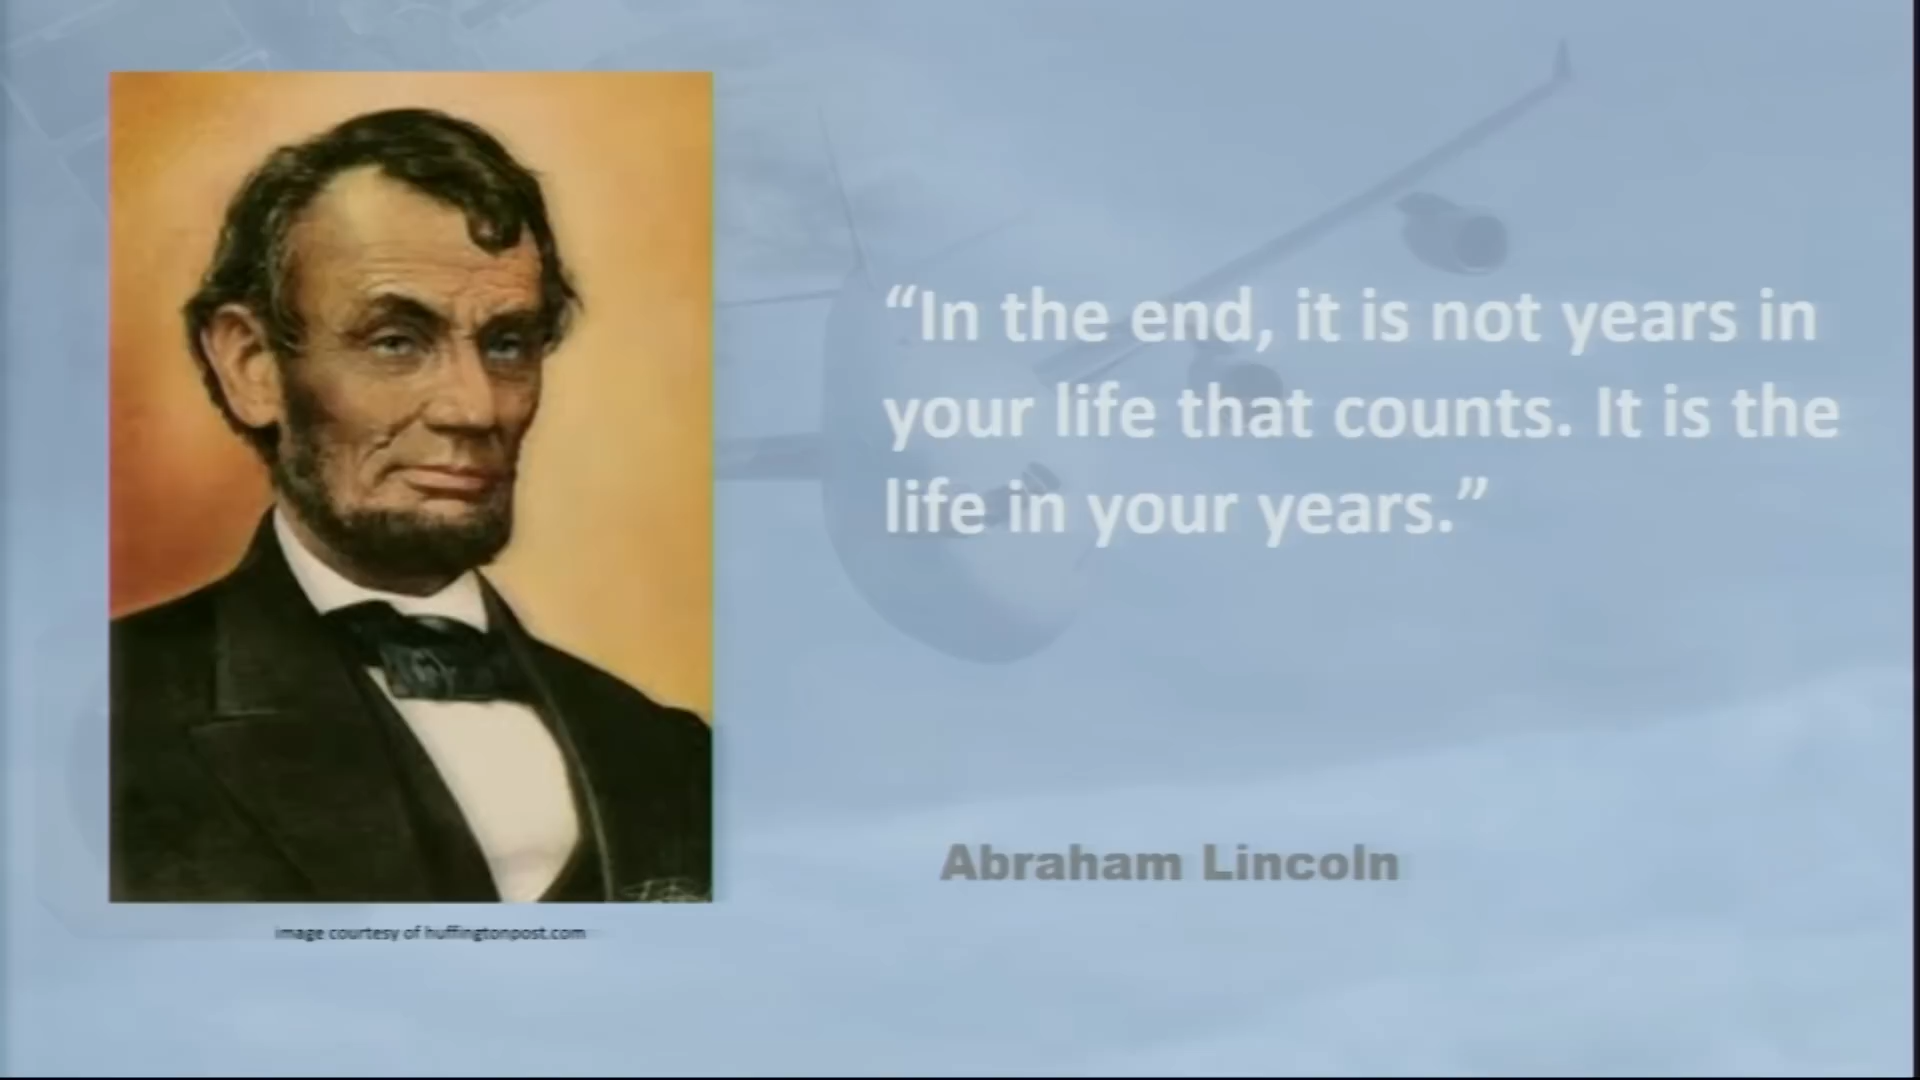 “In the end, it is not years in
your life that counts. It is the
life in your years.”
Abraham Lincoln
image courtesy of huffingtonpost.com